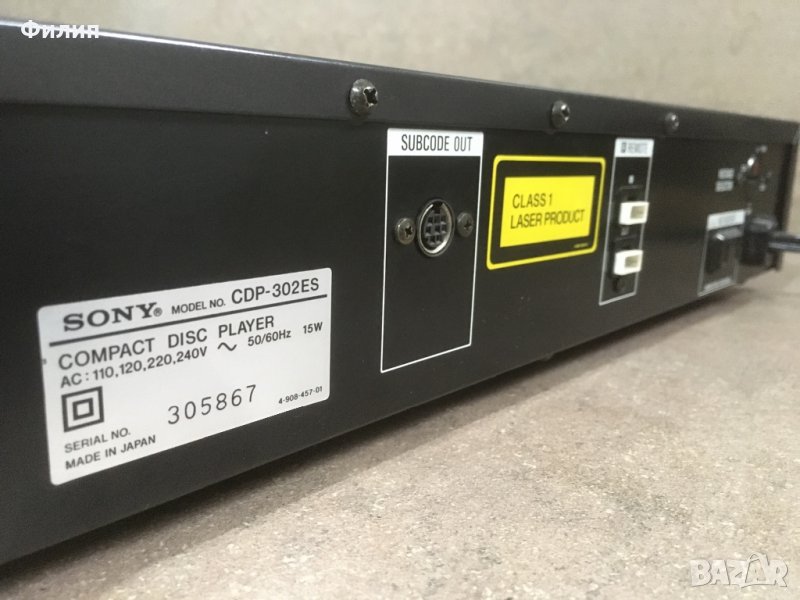 Филип
SUBCODE OUT
REMOTE
CLASS 1
LASER PRODUCT
SONY® MODEL NO. CDP-302ES
COMPACT DISC PLAYER
AC: 110,120,220,240V ~ 50/60Hz 15W
305867
4-908-457-01
SERIAL NO.
MADE IN JAPAN
BAZAR